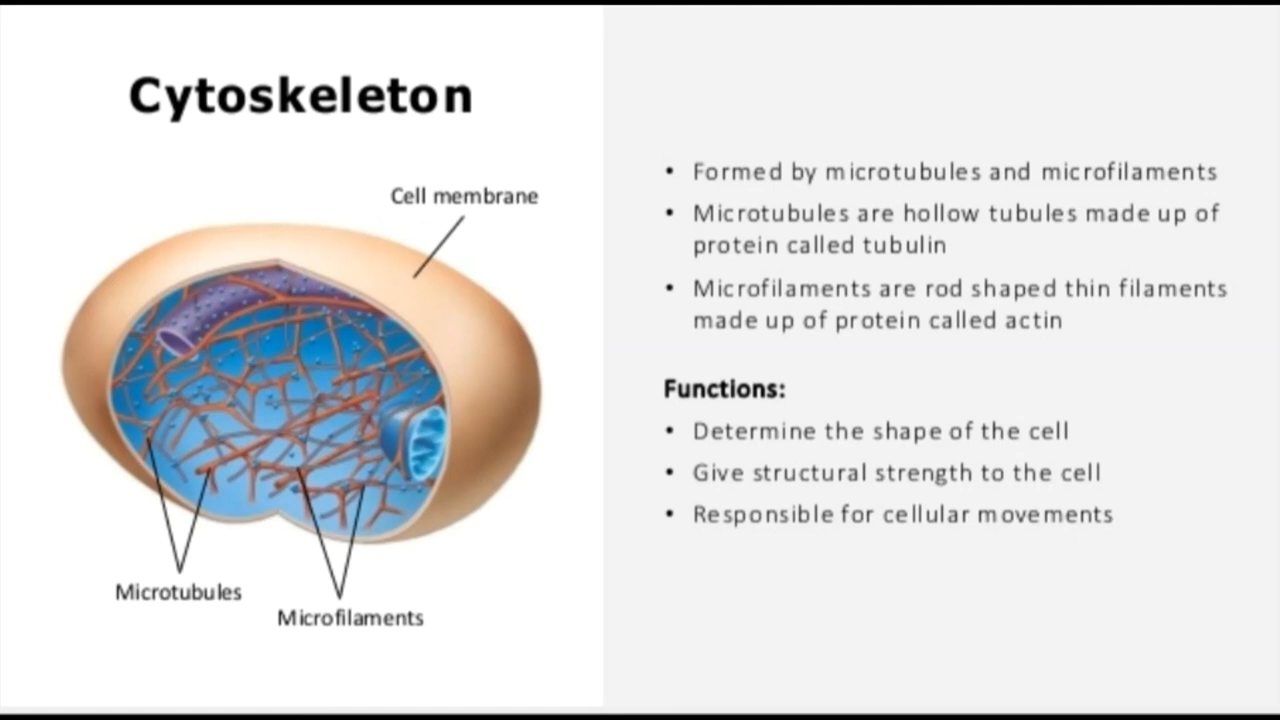 Cytoskeleton
Cell membrane
Microtubules
Microfilaments
• Formed by microtubules and microfilaments
• Microtubules are hollow tubules made up of
protein called tubulin
• Microfilaments are rod shaped thin filaments
made up of protein called actin
Functions:
• Determine the shape of the cell
• Give structural strength to the cell
• Responsible for cellular movements